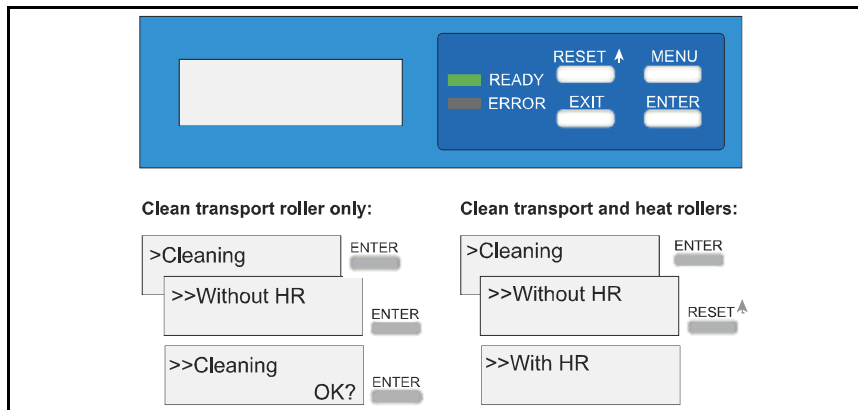 RESET MENU
READY
ERROR EXIT ENTER
Clean transport roller only:
>Cleaning ENTER
>>Without HR
ENTER
>>Cleaning
OK? ENTER
Clean transport and heat rollers:
>Cleaning ENTER
>>Without HR
RESET
>>With HR